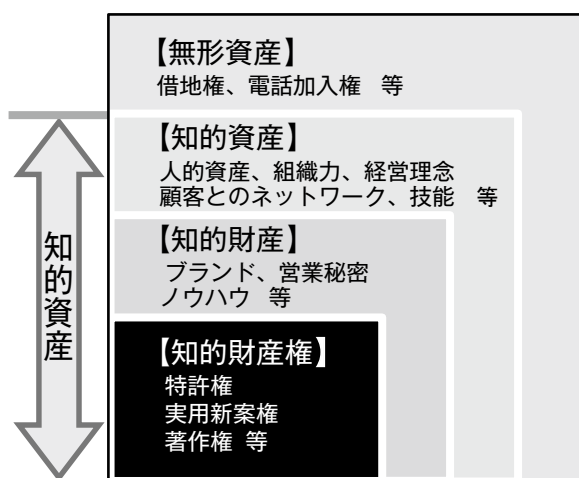 【無形資産】
借地権、電話加入権 等
【知的資産】
人的資産、組織力、経営理念
顧客とのネットワーク、技能 等
【知的財産】
ブランド、営業秘密
ノウハウ 等
【知的財産権】
特許権
実用新案権
著作権 等
知的資産